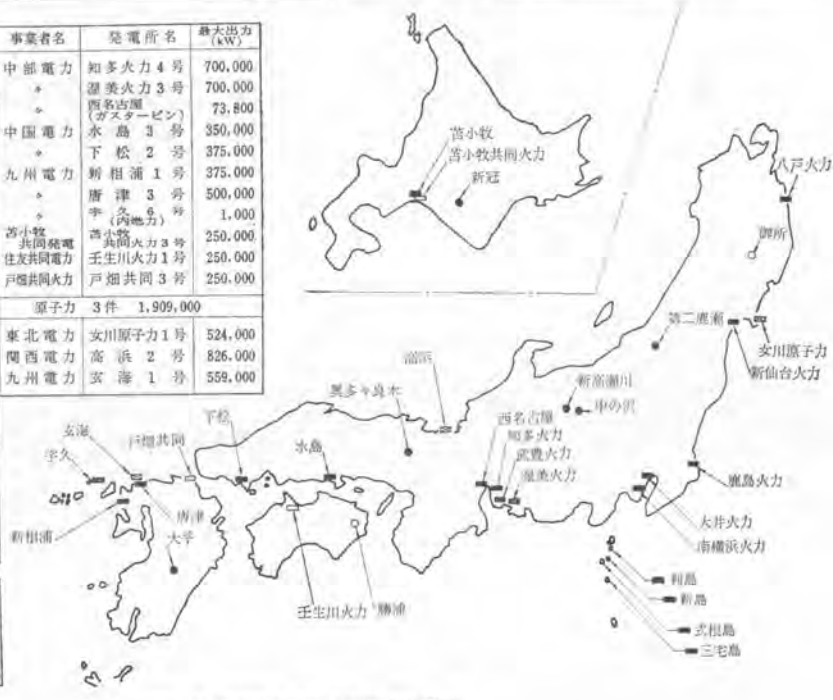 事業者名 発電所名 最大出力(kW)
中部電力 知多火力4号 700,000
〃 渥美火力3号 700,000
〃 西名古屋(ガスタービン) 73,800
中国電力 水島3号 350,000
〃 下松2号 375,000
九州電力 新相浦1号 375,000
〃 唐津3号 500,000
〃 宇久6号(内燃力) 1,000
苫小牧共同発電 苫小牧共同火力3号 250,000
住友共同電力 壬生川火力1号 250,000
戸畑共同火力 戸畑共同3号 250,000
原子力 3件 1,909,000
東北電力 女川原子力1号 524,000
関西電力 高浜2号 826,000
九州電力 玄海1号 559,000
苫小牧
苫小牧共同火力
新冠
八戸火力
御所
第二鹿瀬
女川原子力
新仙台火力
新高瀬川
中の沢
高浜
奥多々良木
下松
玄海
戸畑共同
宇久
水島
西名古屋
知多火力
武豊火力
渥美火力
鹿島火力
大井火力
南横浜火力
唐津
新相浦
大平
壬生川火力
勝浦
利島
新島
式根島
三宅島